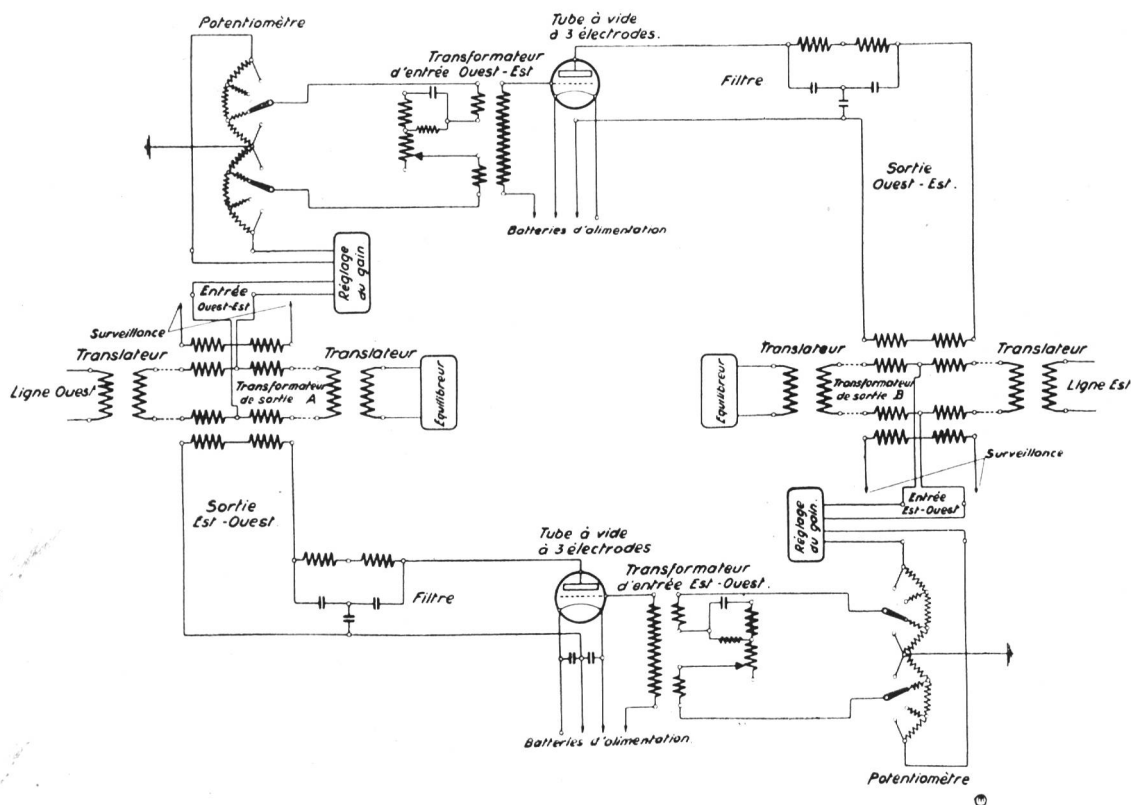 Potentiomètre
Tube à vide
à 3 électrodes.
Transformateur
d'entrée Ouest-Est
Filtre
Sortie
Ouest-Est.
Batteries d'alimentation
Réglage
du gain
Entrée
Ouest-Est
Surveillance
Translateur
Translateur
Ligne Ouest
Transformateur
de sortie A
Equilibreur
Equilibreur
Translateur
Translateur
Transformateur
de sortie B
Ligne Est
Surveillance
Entrée
Est-Ouest
Réglage
du gain.
Sortie
Est-Ouest.
Tube à vide
à 3 électrodes
Filtre
Transformateur
d'entrée Est-Ouest.
Batteries d'alimentation.
Potentiomètre